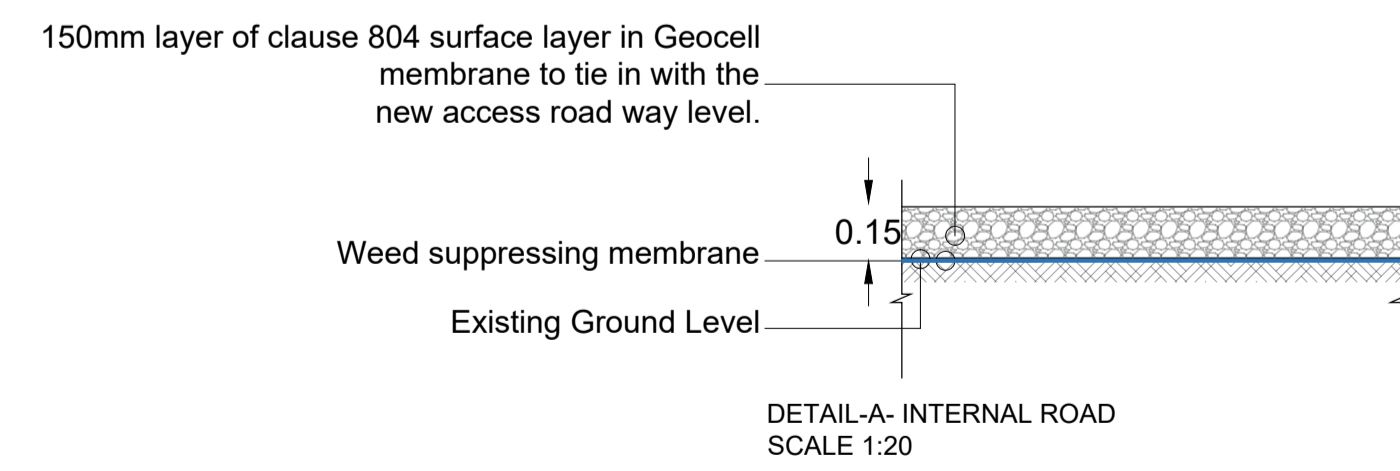 150mm layer of clause 804 surface layer in Geocell
membrane to tie in with the
new access road way level.
0.15
Weed suppressing membrane
Existing Ground Level
DETAIL-A- INTERNAL ROAD
SCALE 1:20